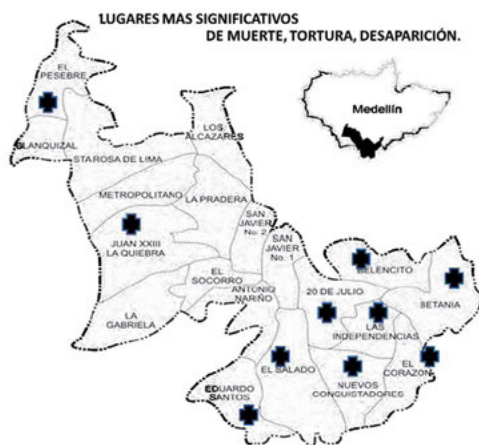 LUGARES MAS SIGNIFICATIVOS
DE MUERTE, TORTURA, DESAPARICIÓN.
EL
PESEBRE
BLANQUIZAL
LOS
ALCAZARES
Medellín
STA ROSA DE LIMA
METROPOLITANO
LA PRADERA
SAN
JAVIER
No. 2
JUAN XXIII
LA QUIEBRA
SAN
JAVIER
No. 1
EL
SOCORRO
ANTONIO
NARIÑO
BELENCITO
20 DE JULIO
BETANIA
LA
GABRIELA
LAS
INDEPENDENCIAS
EL SALADO
EL
CORAZON
NUEVOS
CONQUISTADORES
EDUARDO
SANTOS